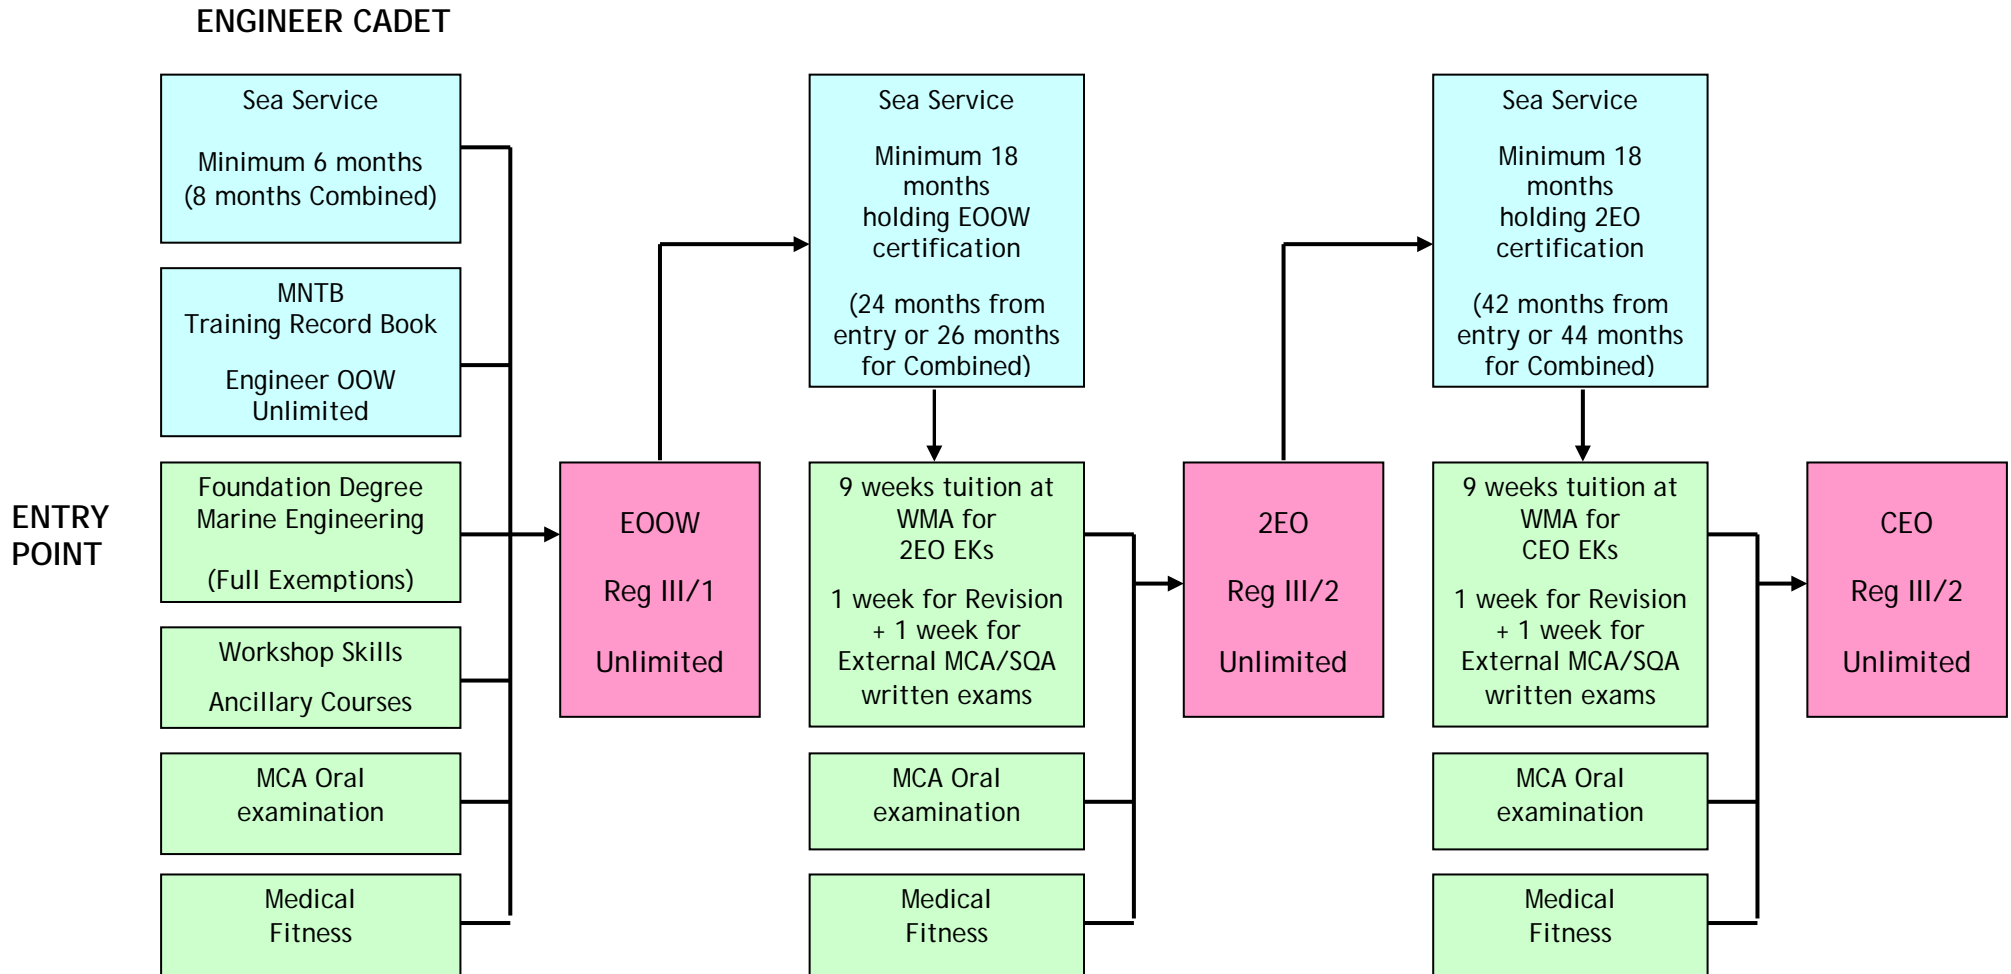 ENGINEER CADET
Sea Service
Minimum 6 months
(8 months Combined)
MNTB
Training Record Book
Engineer OOW
Unlimited
ENTRY
POINT
Foundation Degree
Marine Engineering
(Full Exemptions)
Workshop Skills
Ancillary Courses
MCA Oral
examination
Medical
Fitness
EOOW
Reg III/1
Unlimited
Sea Service
Minimum 18
months
holding EOOW
certification
(24 months from
entry or 26 months
for Combined)
9 weeks tuition at
WMA for
2EO EKs
1 week for Revision
+ 1 week for
External MCA/SQA
written exams
MCA Oral
examination
Medical
Fitness
2EO
Reg III/2
Unlimited
Sea Service
Minimum 18
months
holding 2EO
certification
(42 months from
entry or 44 months
for Combined)
9 weeks tuition at
WMA for
CEO EKs
1 week for Revision
+ 1 week for
External MCA/SQA
written exams
MCA Oral
examination
Medical
Fitness
CEO
Reg III/2
Unlimited